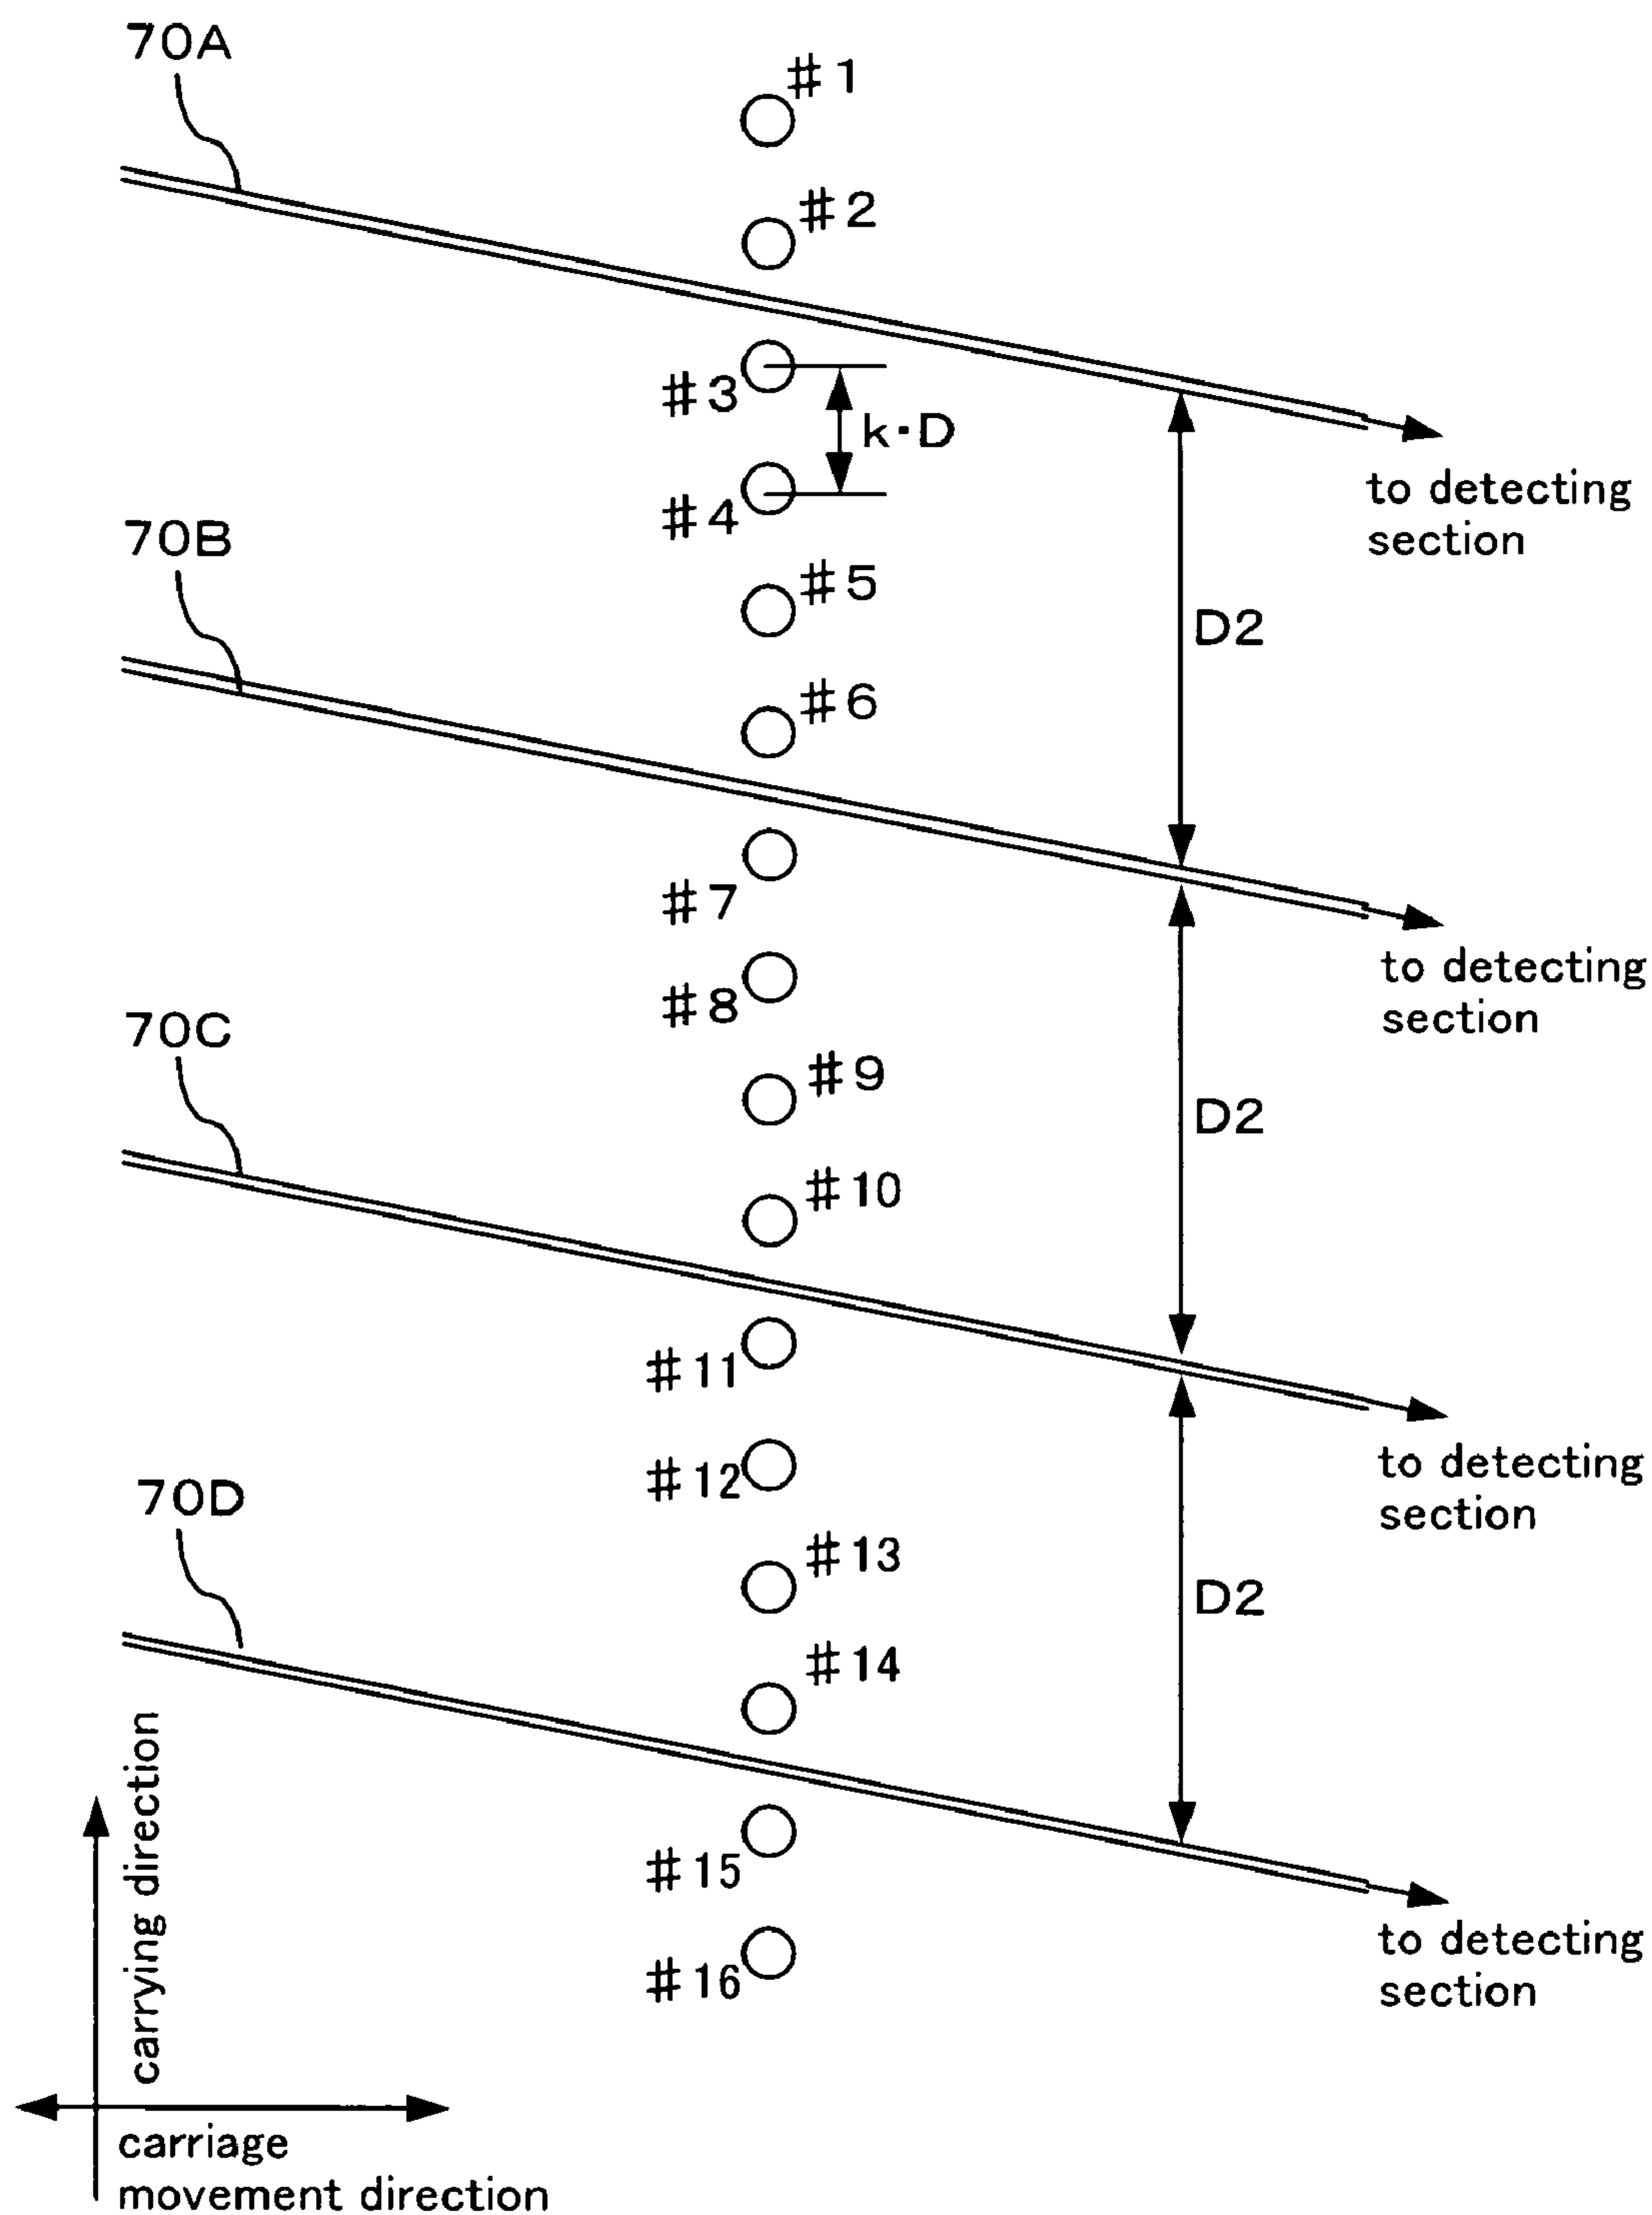 70A
#1
#2
#3
k·D
#4
to detecting
section
70B
#5
D2
#6
#7
to detecting
section
#8
70C
#9
D2
#10
#11
#12
to detecting
section
70D
#13
D2
#14
#15
to detecting
section
#16
carrying direction
carriage
movement direction